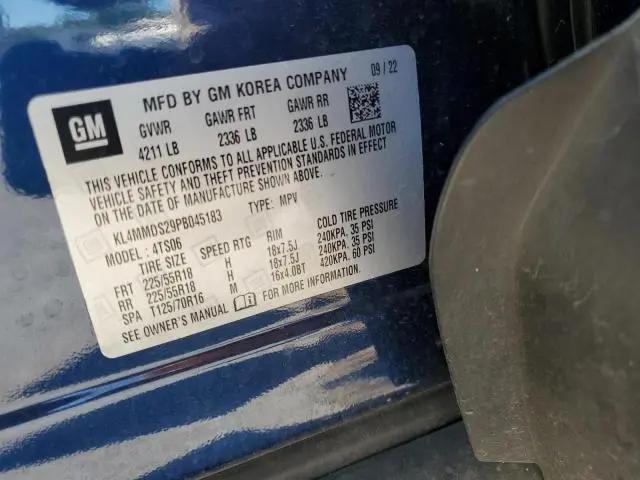 GM
MFD BY GM KOREA COMPANY 09 / 22
GVWR GAWR FRT GAWR RR
4211 LB 2336 LB 2336 LB
THIS VEHICLE CONFORMS TO ALL APPLICABLE U.S. FEDERAL MOTOR
VEHICLE SAFETY AND THEFT PREVENTION STANDARDS IN EFFECT
ON THE DATE OF MANUFACTURE SHOWN ABOVE.
KL4MMDS29PB045183 TYPE: MPV
MODEL: 4TS06
TIRE SIZE SPEED RTG RIM COLD TIRE PRESSURE
FRT 225/55R18 H 18x7.5J 240KPA, 35 PSI
RR 225/55R18 H 18x7.5J 240KPA, 35 PSI
SPA T125/70R16 M 16x4.0BT 420KPA, 60 PSI
SEE OWNER'S MANUAL FOR MORE INFORMATION.